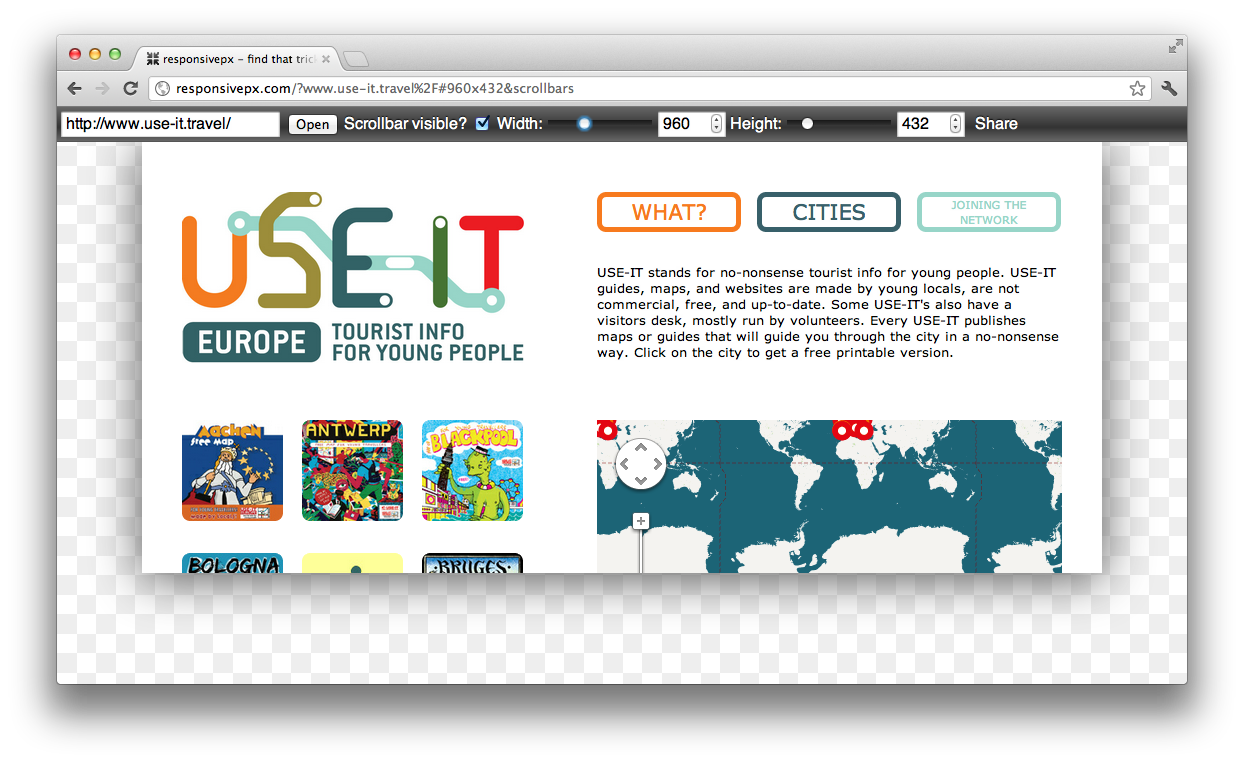 responsivepx – find that tric
responsivepx.com/?www.use-it.travel%2F#960x432&scrollbars
http://www.use-it.travel/ Open Scrollbar visible? Width: 960 Height: 432 Share
USE-IT
EUROPE
TOURIST INFO
FOR YOUNG PEOPLE
WHAT?
CITIES
JOINING THE
NETWORK
USE-IT stands for no-nonsense tourist info for young people. USE-IT
guides, maps, and websites are made by young locals, are not
commercial, free, and up-to-date. Some USE-IT's also have a
visitors desk, mostly run by volunteers. Every USE-IT publishes
maps or guides that will guide you through the city in a no-nonsense
way. Click on the city to get a free printable version.
Aachen
free Map
ANTWERP
BLACKPOOL
BOLOGNA
BRUGES